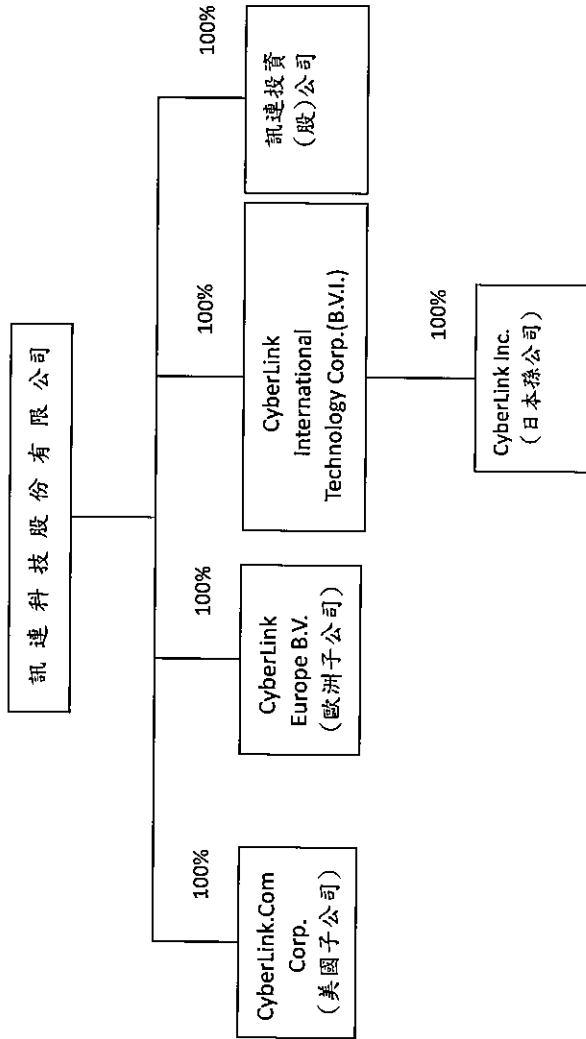 訊連科技股份有限公司
100%
100%
100%
100%
CyberLink.Com
Corp.
(美國子公司)
CyberLink
Europe B.V.
(歐洲子公司)
CyberLink
International
Technology Corp.(B.V.I.)
訊連投資
(股)公司
100%
CyberLink Inc.
(日本孫公司)